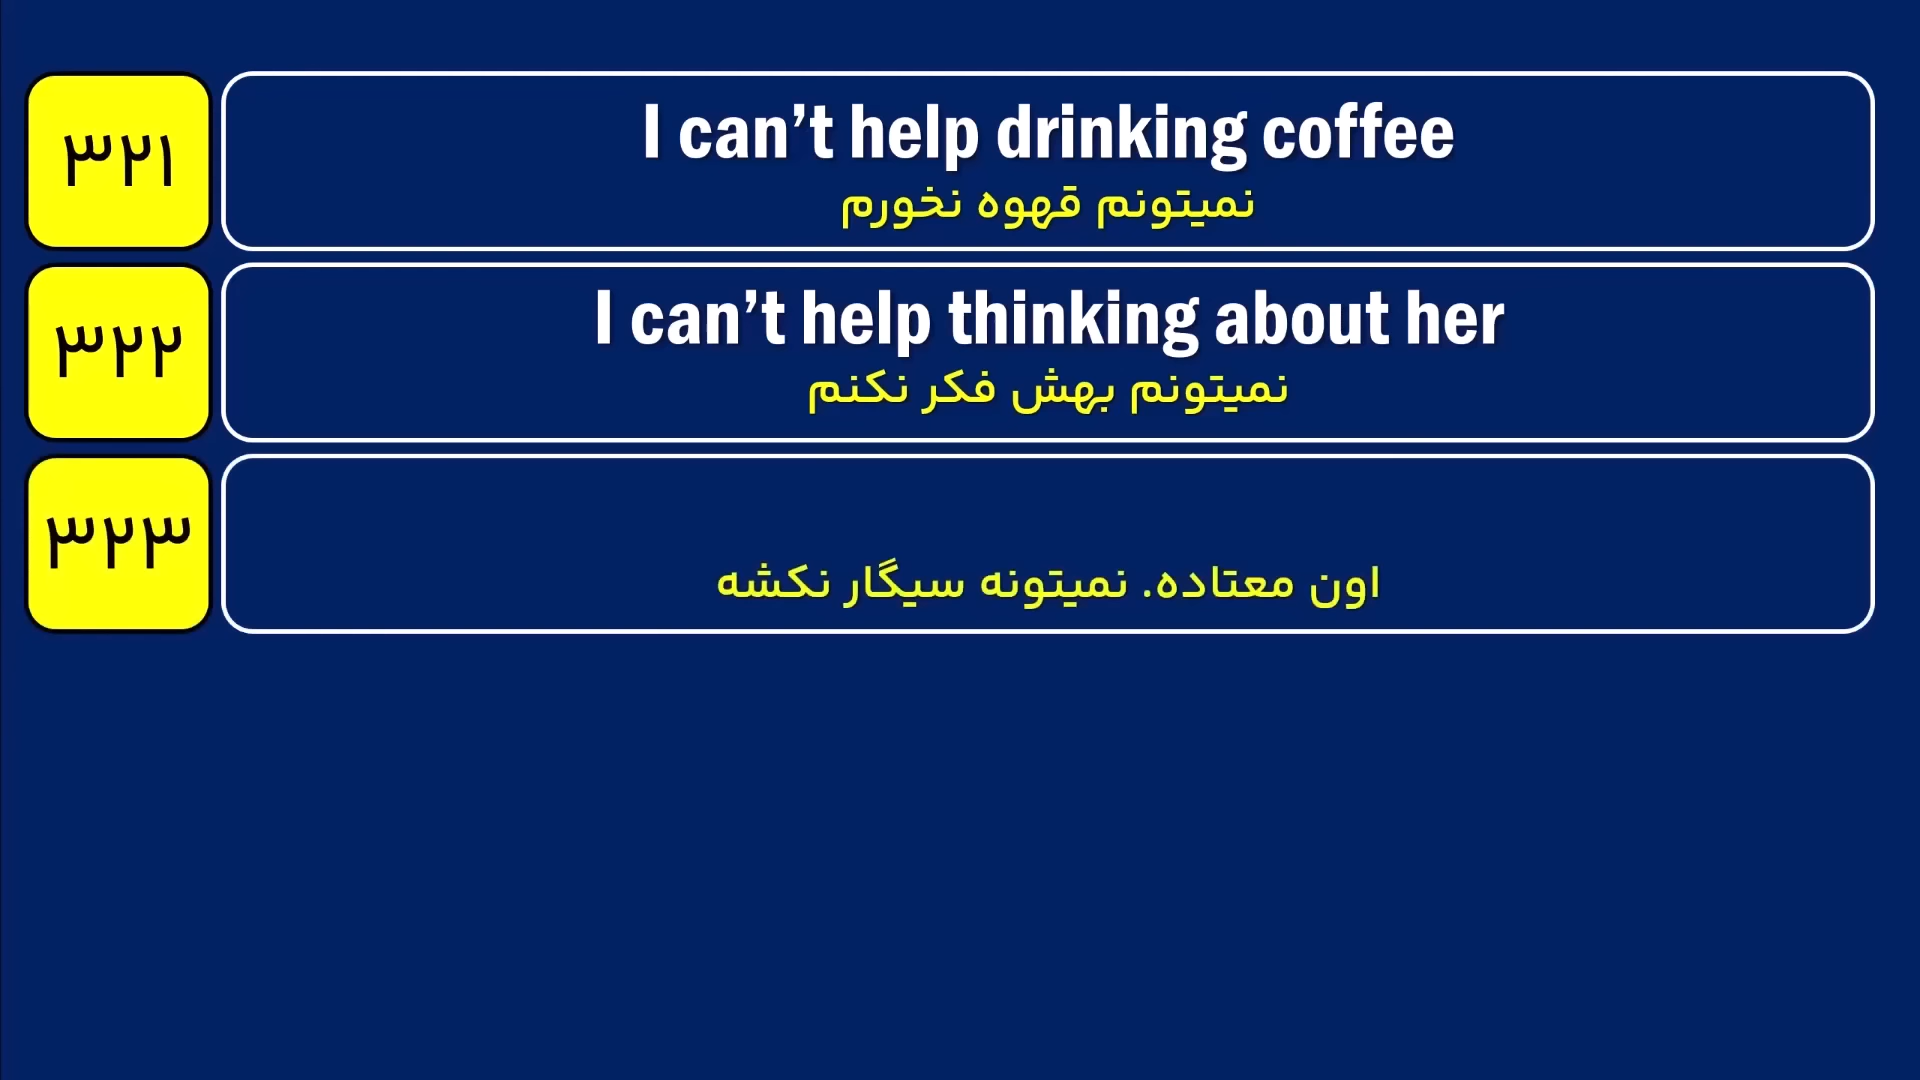 ۳۲۱
I can’t help drinking coffee
نمیتونم قهوه نخورم
۳۲۲
I can’t help thinking about her
نمیتونم بهش فکر نکنم
۳۲۳
اون معتاده. نمیتونه سیگار نکشه